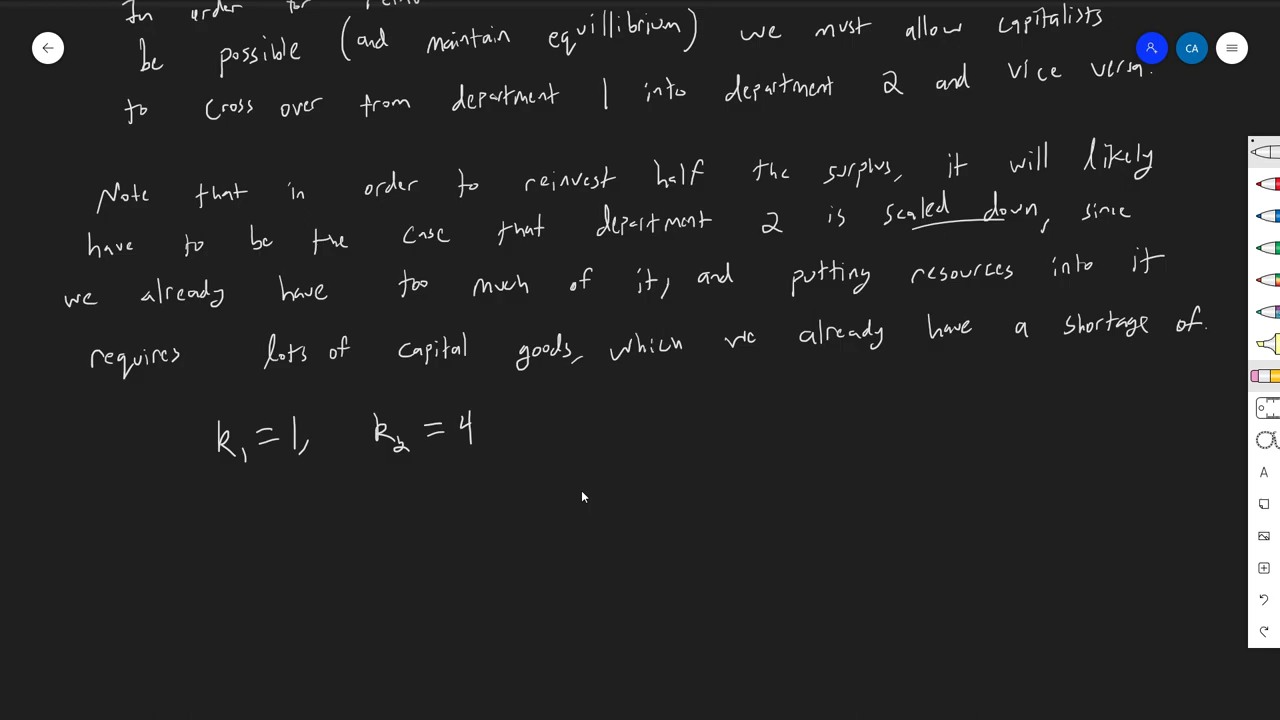 In order for
be possible (and maintain equillibrium) we must allow capitalists
to cross over from department 1 into department 2 and vice versa.
Note that in order to reinvest half the surplus, it will likely
have to be the case that department 2 is scaled down, since
we already have too much of it, and putting resources into it
requires lots of capital goods, which we already have a shortage of.
k₁ = 1, k₂ = 4
CA
A